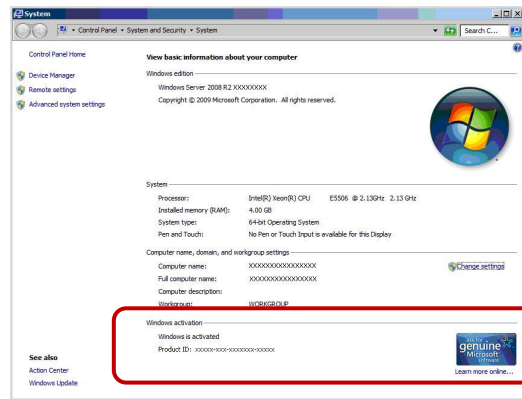 System
Control Panel ▸ System and Security ▸ System
Search C...
Control Panel Home
Device Manager
Remote settings
Advanced system settings
View basic information about your computer
Windows edition
Windows Server 2008 R2 XXXXXXXX
Copyright © 2009 Microsoft Corporation. All rights reserved.
System
Processor: Intel(R) Xeon(R) CPU E5506 @ 2.13GHz 2.13 GHz
Installed memory (RAM): 4.00 GB
System type: 64-bit Operating System
Pen and Touch: No Pen or Touch Input is available for this Display
Computer name, domain, and workgroup settings
Computer name: XXXXXXXXXXXXXXX
Change settings
Full computer name: XXXXXXXXXXXXXXX
Computer description:
Workgroup: WORKGROUP
Windows activation
Windows is activated
Product ID: xxxxx-xxx-xxxxxxx-xxxxx
ask for
genuine
Microsoft
software
Learn more online...
See also
Action Center
Windows Update